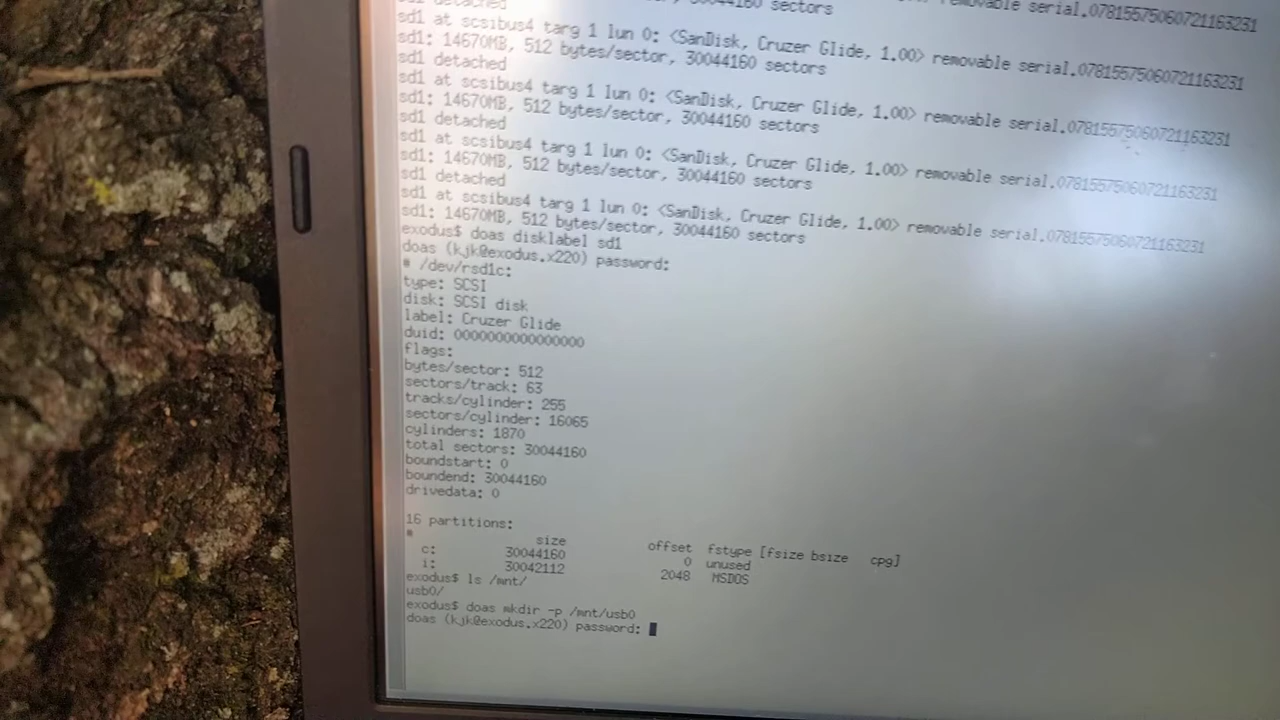 sd1 detached
removable serial.07815575060721163231
sectors
sd1 at scsibus4 targ 1 lun 0: <SanDisk, Cruzer Glide, 1.00> removable serial.07815575060721163231
sd1: 14670MB, 512 bytes/sector, 30044160 sectors
sd1 detached
sd1 at scsibus4 targ 1 lun 0: <SanDisk, Cruzer Glide, 1.00> removable serial.07815575060721163231
sd1: 14670MB, 512 bytes/sector, 30044160 sectors
sd1 detached
sd1 at scsibus4 targ 1 lun 0: <SanDisk, Cruzer Glide, 1.00> removable serial.07815575060721163231
sd1: 14670MB, 512 bytes/sector, 30044160 sectors
sd1 detached
sd1 at scsibus4 targ 1 lun 0: <SanDisk, Cruzer Glide, 1.00> removable serial.07815575060721163231
sd1: 14670MB, 512 bytes/sector, 30044160 sectors
exodus$ doas disklabel sd1
doas (kjk@exodus.x220) password:
# /dev/rsd1c:
type: SCSI
disk: SCSI disk
label: Cruzer Glide
duid: 0000000000000000
flags:
bytes/sector: 512
sectors/track: 63
tracks/cylinder: 255
sectors/cylinder: 16065
cylinders: 1870
total sectors: 30044160
boundstart: 0
boundend: 30044160
drivedata: 0
16 partitions:
# size offset fstype [fsize bsize cpg]
c: 30044160 0 unused
i: 30042112 2048 MSDOS
exodus$ ls /mnt/
usb0/
exodus$ doas mkdir -p /mnt/usb0
doas (kjk@exodus.x220) password: